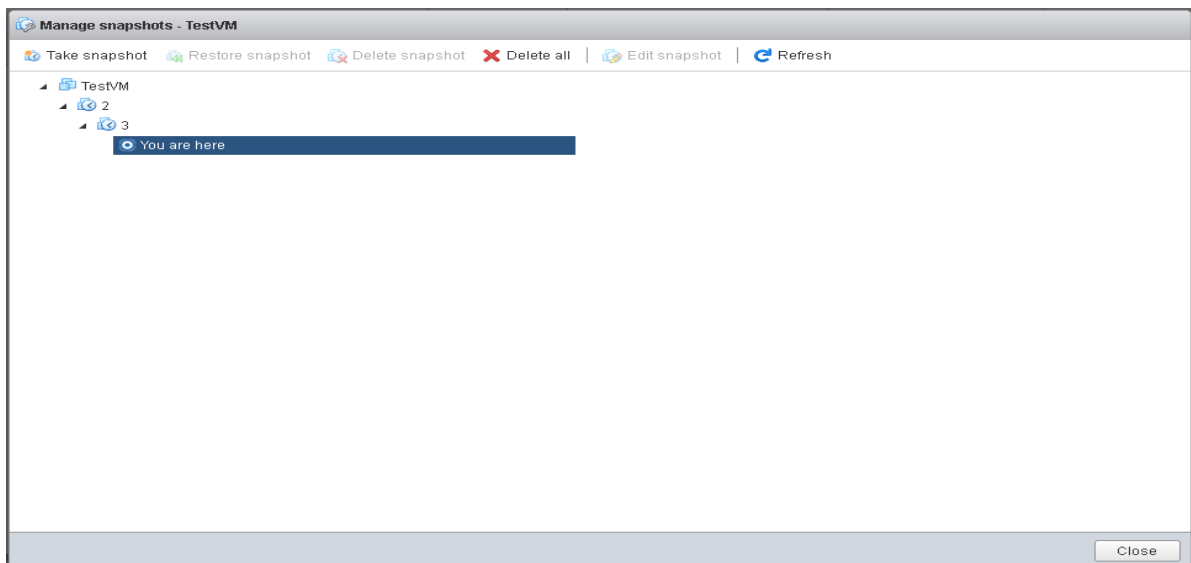 Manage snapshots - TestVM
Take snapshot Restore snapshot Delete snapshot Delete all Edit snapshot Refresh
TestVM
2
3
You are here
Close